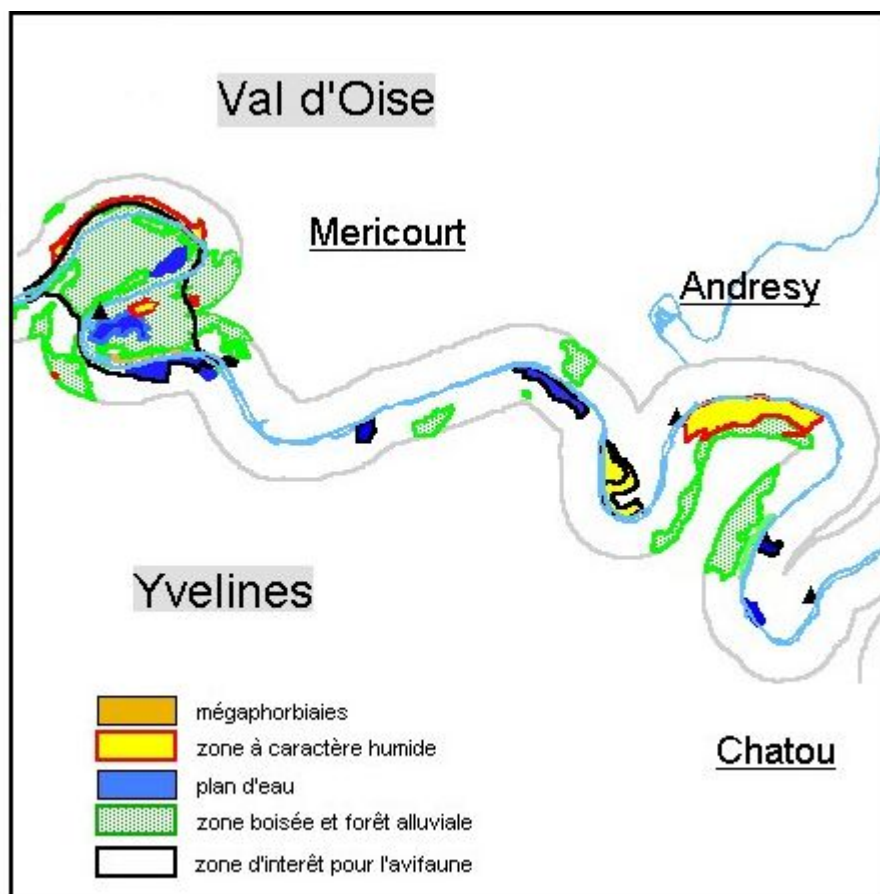 Val d'Oise
Mericourt
Andresy
Yvelines
Chatou
mégaphorbiaies
zone à caractère humide
plan d'eau
zone boisée et forêt alluviale
zone d'interêt pour l'avifaune